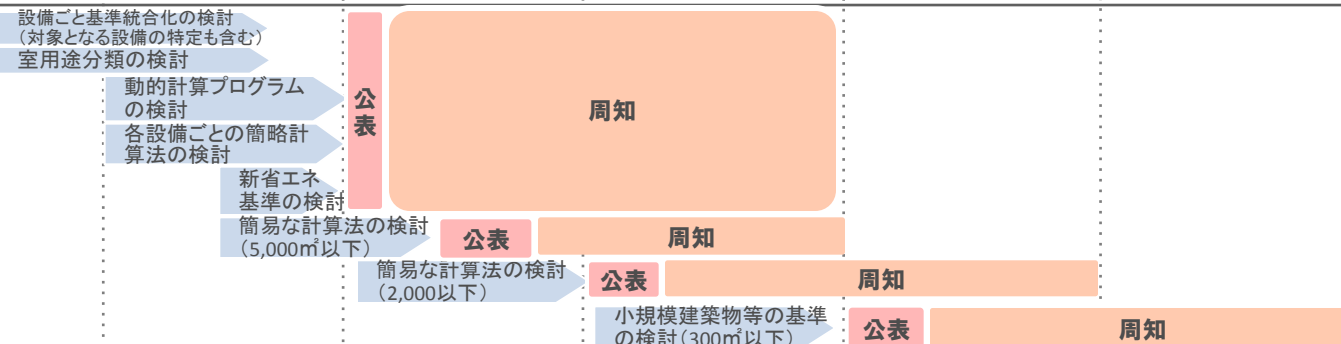 設備ごと基準統合化の検討
(対象となる設備の特定も含む)
室用途分類の検討
動的計算プログラム
の検討
各設備ごとの簡略計
算法の検討
新省エネ
基準の検討
公表
周知
簡易な計算法の検討
(5,000㎡以下)
公表
周知
簡易な計算法の検討
(2,000以下)
公表
周知
小規模建築物等の基準
の検討(300㎡以下)
公表
周知